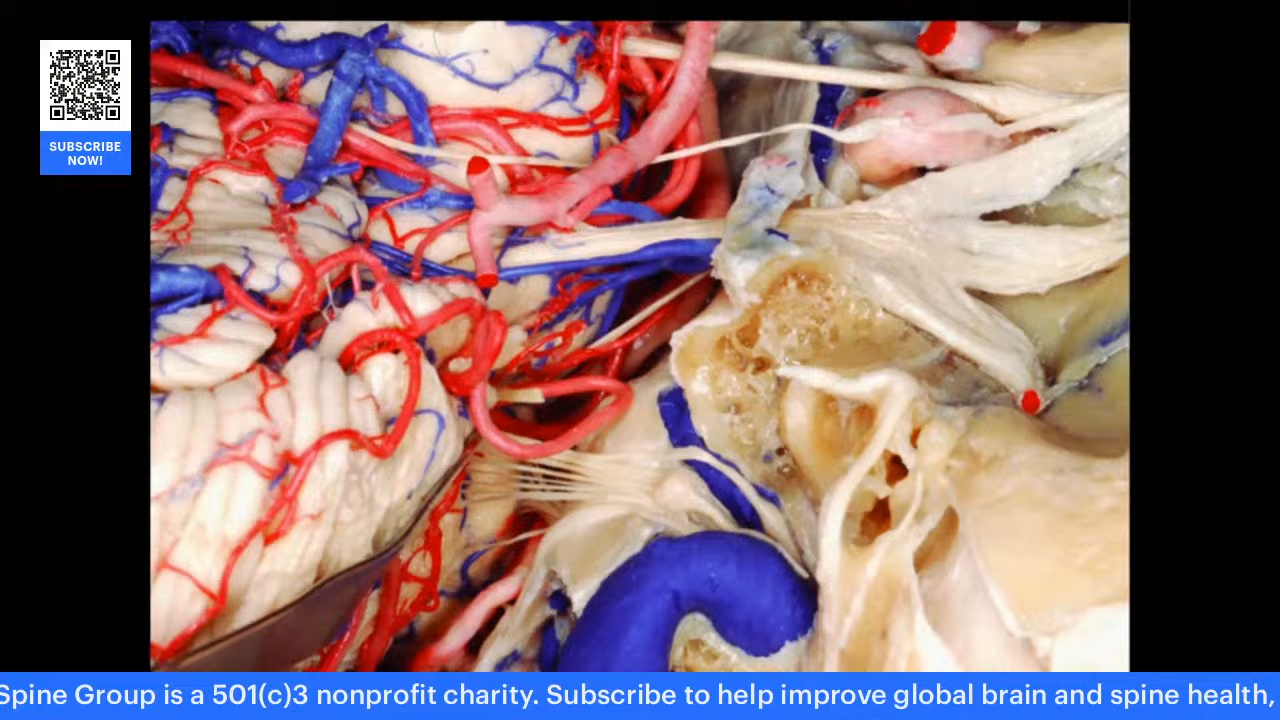 SUBSCRIBE
NOW!
Spine Group is a 501(c)3 nonprofit charity. Subscribe to help improve global brain and spine health,